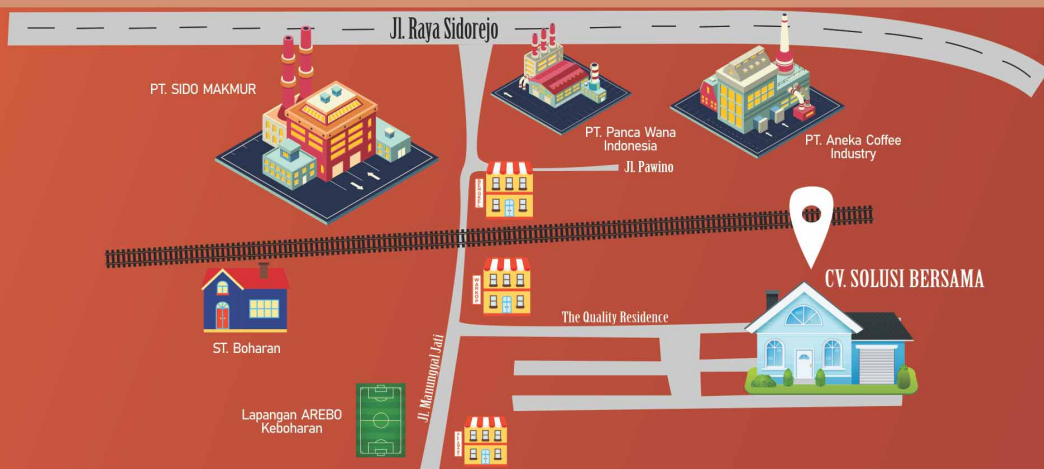 Jl. Raya Sidorejo
PT. SIDO MAKMUR
PT. Panca Wana
Indonesia
PT. Aneka Coffee
Industry
Jl. Pawino
CV. SOLUSI BERSAMA
The Quality Residence
ST. Boharan
Jl. Manunggal Jati
Lapangan AREBO
Keboharan